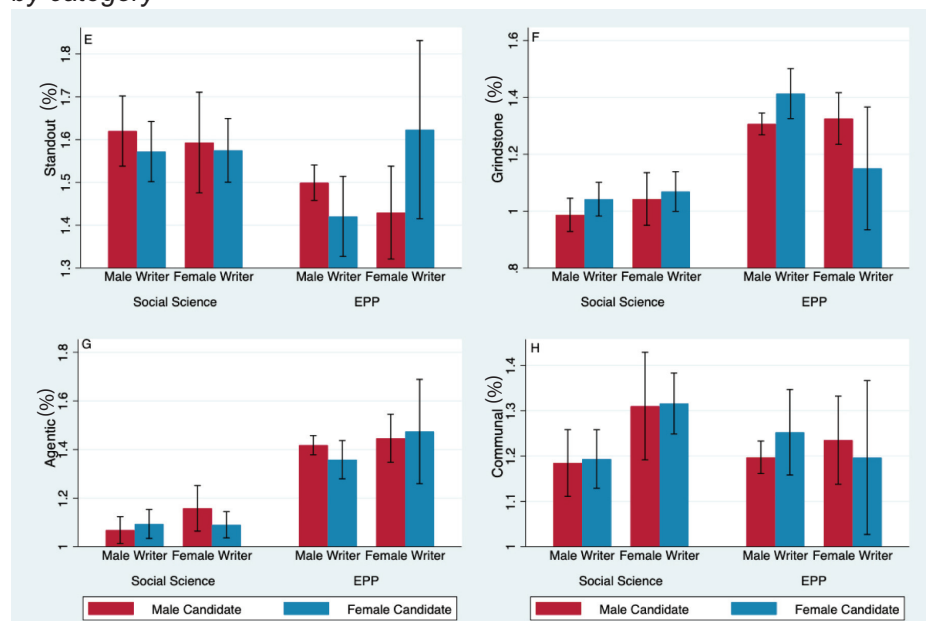 by category
E
F
Standout (%)
1.3 1.4 1.5 1.6 1.7 1.8
Male Writer Female Writer Male Writer Female Writer
Social Science EPP
Grindstone (%)
.8 1 1.2 1.4 1.6
Male Writer Female Writer Male Writer Female Writer
Social Science EPP
G
H
Agentic (%)
1 1.2 1.4 1.6 1.8
Male Writer Female Writer Male Writer Female Writer
Social Science EPP
Communal (%)
1 1.1 1.2 1.3 1.4
Male Writer Female Writer Male Writer Female Writer
Social Science EPP
Male Candidate Female Candidate
Male Candidate Female Candidate